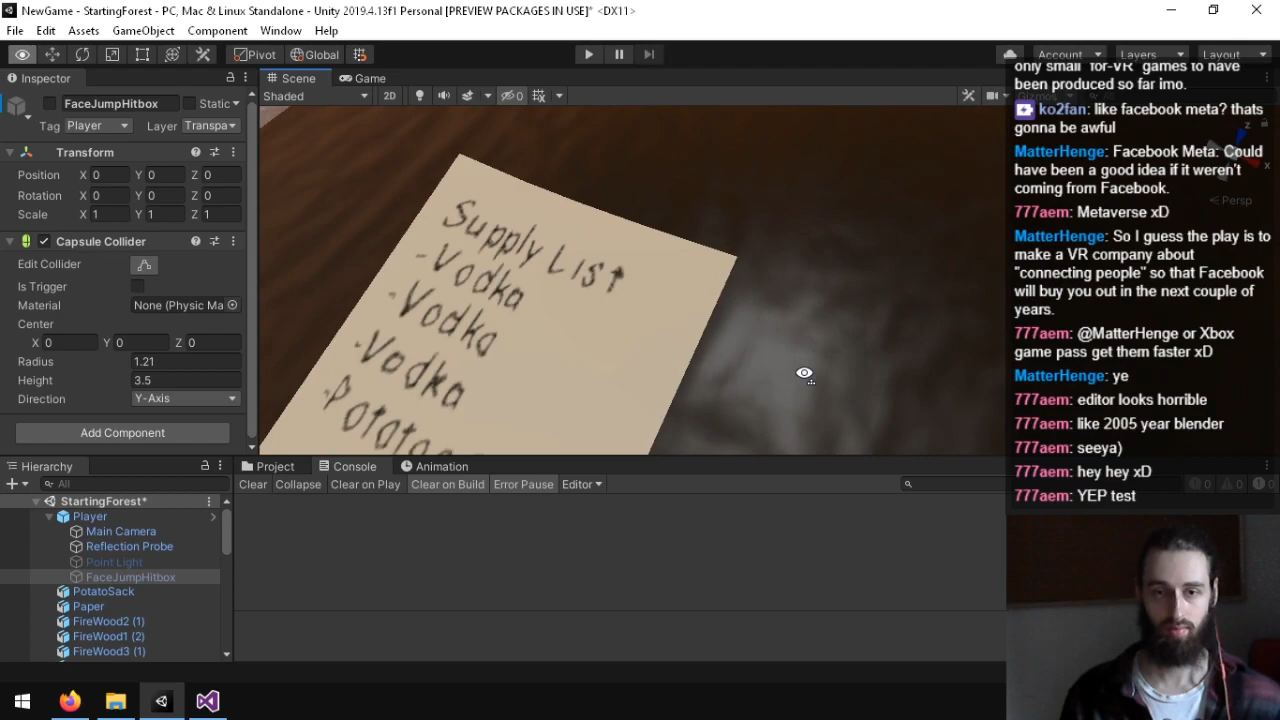 NewGame - StartingForest - PC, Mac & Linux Standalone - Unity 2019.4.13f1 Personal [PREVIEW PACKAGES IN USE]* <DX11>
File Edit Assets GameObject Component Window Help
Pivot Global Account Layers Layout
Inspector
FaceJumpHitbox Static
Tag Player Layer Transpa
Transform
Position X 0 Y 0 Z 0
Rotation X 0 Y 0 Z 0
Scale X 1 Y 1 Z 1
Capsule Collider
Edit Collider
Is Trigger
Material None (Physic Ma
Center
X 0 Y 0 Z 0
Radius 1.21
Height 3.5
Direction Y-Axis
Add Component
Scene Game
Shaded 2D 0 Gizmos
z
x
Persp
Supply List
-Vodka
-Vodka
-Vodka
Hierarchy
All
StartingForest*
Player
Main Camera
Reflection Probe
Point Light
FaceJumpHitbox
PotatoSack
Paper
FireWood2 (1)
FireWood1 (2)
FireWood3 (1)
Project Console Animation
Clear Collapse Clear on Play Clear on Build Error Pause Editor 0 0 0
only small "for-VR" games to have
been produced so far imo.
ko2fan: like facebook meta? thats
gonna be awful
MatterHenge: Facebook Meta: Could
have been a good idea if it weren't
coming from Facebook.
777aem: Metaverse xD
MatterHenge: So I guess the play is to
make a VR company about
"connecting people" so that Facebook
will buy you out in the next couple of
years.
777aem: @MatterHenge or Xbox
game pass get them faster xD
MatterHenge: ye
777aem: editor looks horrible
777aem: like 2005 year blender
777aem: seeya)
777aem: hey hey xD
777aem: YEP test